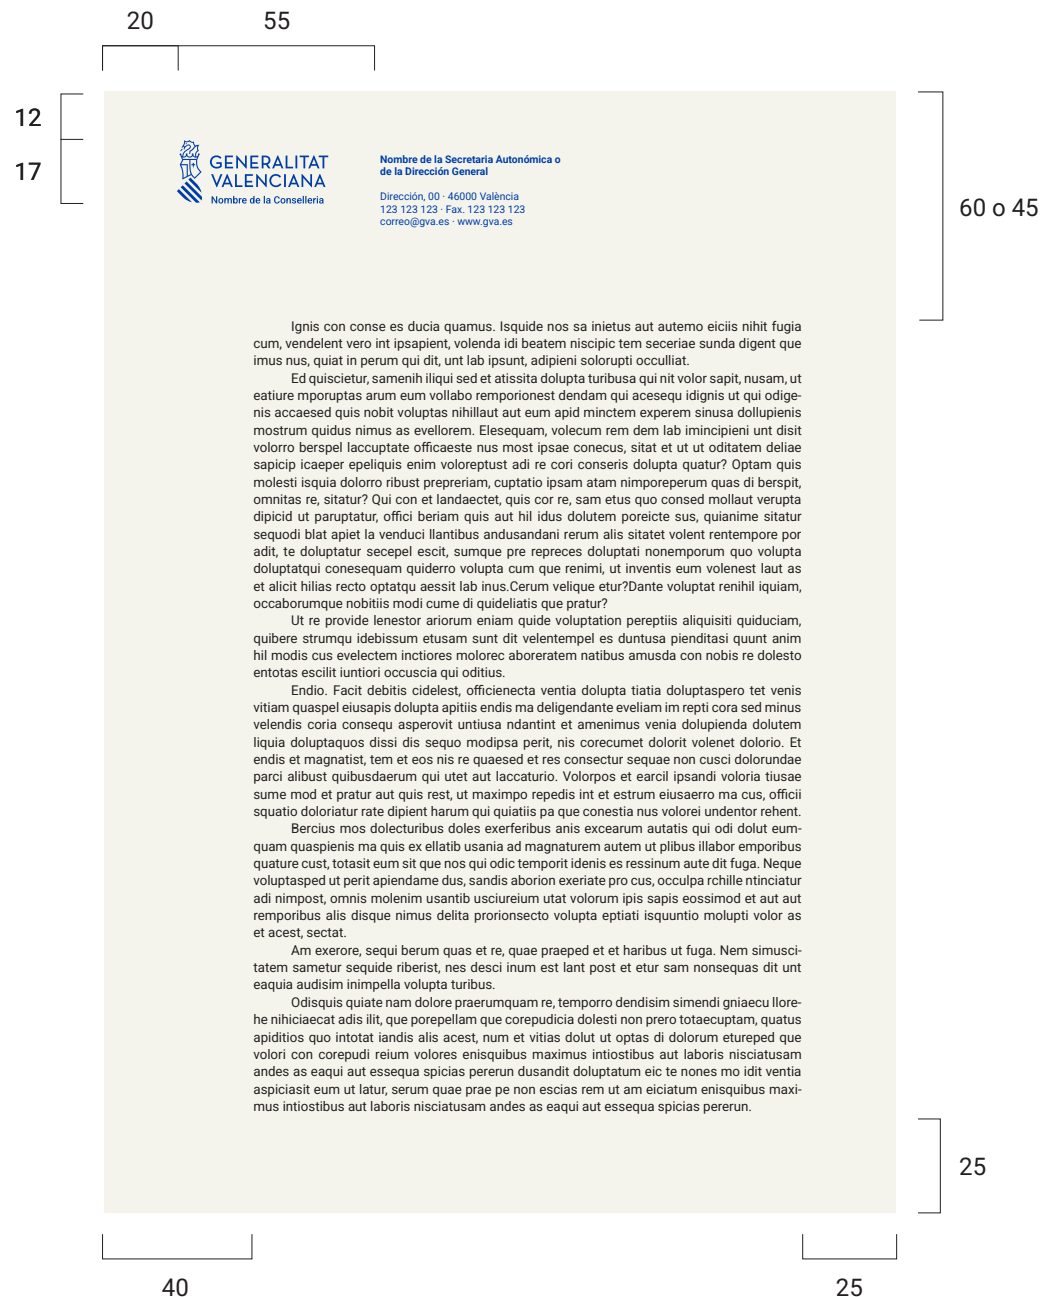 20
55
12
17
60 o 45
GENERALITAT
VALENCIANA
Nombre de la Conselleria
Nombre de la Secretaria Autonómica o
de la Dirección General
Dirección, 00 · 46000 València
123 123 123 · Fax. 123 123 123
correo@gva.es · www.gva.es
Ignis con conse es ducia quamus. Isquide nos sa inietus aut autemo eiciis nihit fugia
cum, vendelent vero int ipsapient, volenda idi beatem niscipic tem seceriae sunda digent que
imus nus, quiat in perum qui dit, unt lab ipsunt, adipieni solorupti occulliat.
Ed quiscietur, samenih iliqui sed et atissita dolupta turibusa qui nit volor sapit, nusam, ut
eatiure mporuptas arum eum vollabo remporionest dendam qui acesequ idignis ut qui odige-
nis accaesed quis nobit voluptas nihillaut aut eum apid minctem experem sinusa dollupienis
mostrum quidus nimus as evellorem. Elesequam, volecum rem dem lab imincipieni unt disit
volorro berspel laccuptate officaeste nus most ipsae conecus, sitat et ut ut oditatem deliae
sapicip icaeper epeliquis enim voloreptust adi re cori conseris dolupta quatur? Optam quis
molesti isquia dolorro ribust prepreriam, cuptatio ipsam atam nimporeperum quas di berspit,
omnitas re, sitatur? Qui con et landaectet, quis cor re, sam etus quo consed mollaut verupta
dipicid ut paruptatur, offici beriam quis aut hil idus dolutem poreicte sus, quianime sitatur
sequodi blat apiet la venduci llantibus andusandani rerum alis sitatet volent rentempore por
adit, te doluptatur secepel escit, sumque pre repreces doluptati nonemporum quo volupta
doluptatqui conesequam quiderro volupta cum que renimi, ut inventis eum volenest laut as
et alicit hilias recto optatqu aessit lab inus.Cerum velique etur?Dante voluptat renihil iquiam,
occaborumque nobitiis modi cume di quideliatis que pratur?
Ut re provide lenestor ariorum eniam quide voluptation pereptiis aliquisiti quiduciam,
quibere strumqu idebissum etusam sunt dit velentempel es duntusa pienditasi quunt anim
hil modis cus evelectem inctiores molorec aboreratem natibus amusda con nobis re dolesto
entotas escilit iuntiori occuscia qui oditius.
Endio. Facit debitis cidelest, officienecta ventia dolupta tiatia doluptaspero tet venis
vitiam quaspel eiusapis dolupta apitiis endis ma deligendante eveliam im repti cora sed minus
velendis coria consequ asperovit untiusa ndantint et amenimus venia dolupienda dolutem
liquia doluptaquos dissi dis sequo modipsa perit, nis corecumet dolorit volenet dolorio. Et
endis et magnatist, tem et eos nis re quaesed et res consectur sequae non cusci dolorundae
parci alibust quibusdaerum qui utet aut laccaturio. Volorpos et earcil ipsandi voloria tiusae
sume mod et pratur aut quis rest, ut maximpo repedis int et estrum eiusaerro ma cus, officii
squatio doloriatur rate dipient harum qui quiatiis pa que conestia nus volorei undentor rehent.
Bercius mos dolecturibus doles exerferibus anis excearum autatis qui odi dolut eum-
quam quaspienis ma quis ex ellatib usania ad magnaturem autem ut plibus illabor emporibus
quature cust, totasit eum sit que nos qui odic temporit idenis es ressinum aute dit fuga. Neque
voluptasped ut perit apiendame dus, sandis aborion exeriate pro cus, occulpa rchille ntinciatur
adi nimpost, omnis molenim usantib usciureium utat volorum ipis sapis eossimod et aut aut
remporibus alis disque nimus delita prorionsecto volupta eptiati isquuntio molupti volor as
et acest, sectat.
Am exerore, sequi berum quas et re, quae praeped et et haribus ut fuga. Nem simusci-
tatem sametur sequide riberist, nes desci inum est lant post et etur sam nonsequas dit unt
eaquia audisim inimpella volupta turibus.
Odisquis quiate nam dolore praerumquam re, temporro dendisim simendi gniaecu llore-
he nihiciaecat adis ilit, que porepellam que corepudicia dolesti non prero totaecuptam, quatus
apiditios quo intotat iandis alis acest, num et vitias dolut ut optas di dolorum etureped que
volori con corepudi reium volores enisquibus maximus intiostibus aut laboris nisciatusam
andes as eaqui aut essequa spicias pererun dusandit doluptatum eic te nones mo idit ventia
aspiciasit eum ut latur, serum quae prae pe non escias rem ut am eiciatum enisquibus maxi-
mus intiostibus aut laboris nisciatusam andes as eaqui aut essequa spicias pererun.
25
40
25